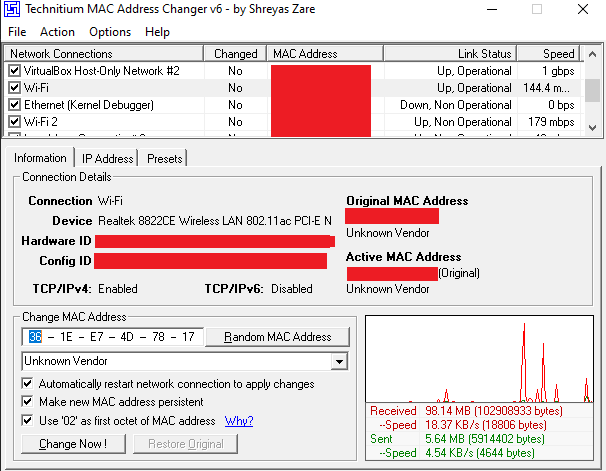 Technitium MAC Address Changer v6 - by Shreyas Zare
File Action Options Help
Network Connections Changed MAC Address Link Status Speed
VirtualBox Host-Only Network #2 No Up, Operational 1 gbps
Wi-Fi No Up, Operational 144.4 m...
Ethernet (Kernel Debugger) No Down, Non Operational 0 bps
Wi-Fi 2 No Up, Non Operational 179 mbps
Information IP Address Presets
Connection Details
Connection Wi-Fi
Original MAC Address
Device Realtek 8822CE Wireless LAN 802.11ac PCI-E N
Unknown Vendor
Hardware ID
Active MAC Address
Config ID
(Original)
TCP/IPv4: Enabled TCP/IPv6: Disabled
Unknown Vendor
Change MAC Address
36 - 1E - E7 - 4D - 78 - 17 Random MAC Address
Unknown Vendor
Automatically restart network connection to apply changes
Make new MAC address persistent
Use '02' as first octet of MAC address Why?
Change Now ! Restore Original
Received 98.14 MB (102908933 bytes)
--Speed 18.37 KB/s (18806 bytes)
Sent 5.64 MB (5914402 bytes)
--Speed 4.54 KB/s (4644 bytes)